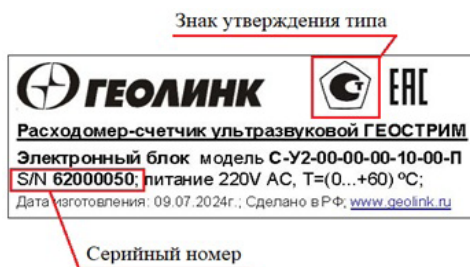 Знак утверждения типа
ГЕОЛИНК
ЕАС
Расходомер-счетчик ультразвуковой ГЕОСТРИМ
Электронный блок модель С-У2-00-00-00-10-00-П
S/N 62000050; питание 220V AC, T=(0...+60) ºC;
Дата изготовления: 09.07.2024г.; Сделано в РФ; www.geolink.ru
Серийный номер